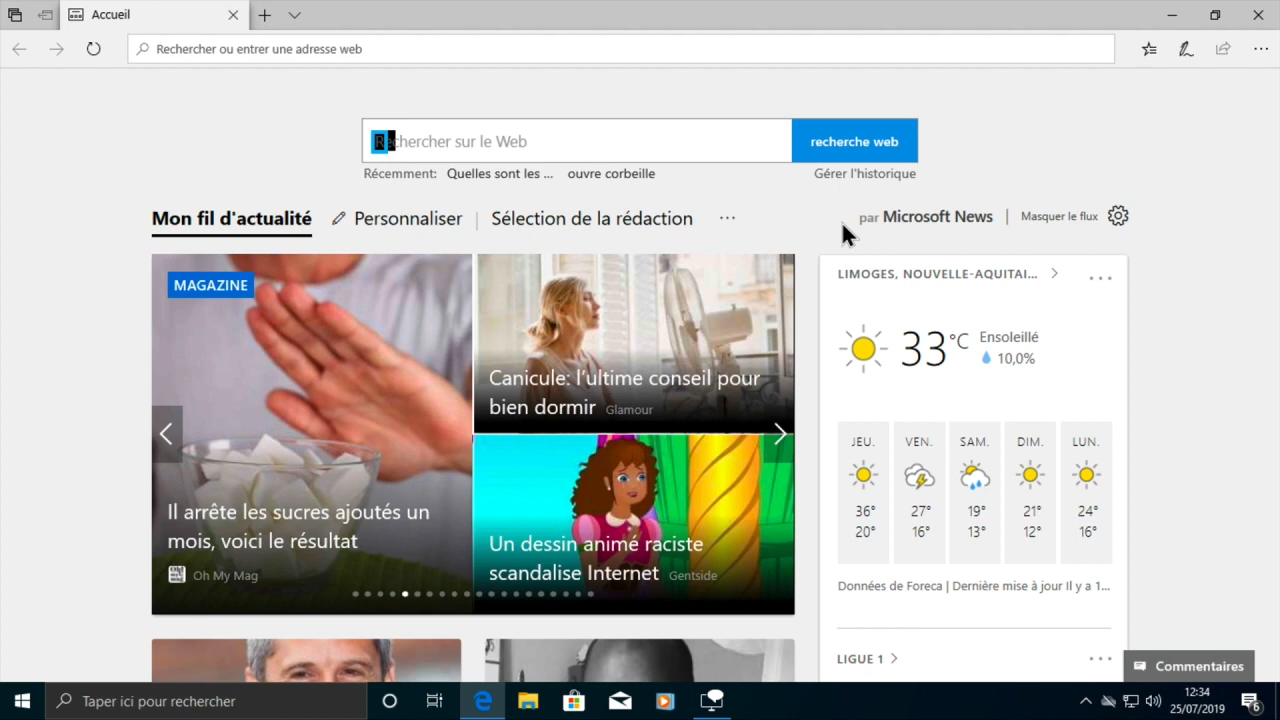 Accueil
Rechercher ou entrer une adresse web
Rechercher sur le Web
recherche web
Récemment: Quelles sont les ... ouvre corbeille
Gérer l'historique
Mon fil d'actualité Personnaliser | Sélection de la rédaction ...
par Microsoft News | Masquer le flux
MAGAZINE
Il arrête les sucres ajoutés un
mois, voici le résultat
Oh My Mag
Canicule: l'ultime conseil pour
bien dormir Glamour
Un dessin animé raciste
scandalise Internet Gentside
LIMOGES, NOUVELLE-AQUITAI...
33°C
Ensoleillé
10,0%
JEU. VEN. SAM. DIM. LUN.
36° 27° 19° 21° 24°
20° 16° 13° 12° 16°
Données de Foreca | Dernière mise à jour Il y a 1...
LIGUE 1
Commentaires
Taper ici pour rechercher
12:34
25/07/2019
6